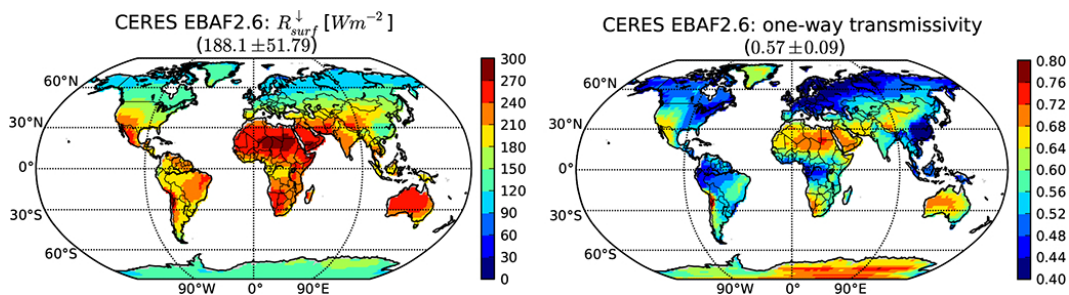 CERES EBAF2.6: R↓surf [Wm−2]
(188.1 ±51.79)
60°N
30°N
0°
30°S
60°S
90°W 0° 90°E
300
270
240
210
180
150
120
90
60
30
0
CERES EBAF2.6: one-way transmissivity
(0.57±0.09)
60°N
30°N
0°
30°S
60°S
90°W 0° 90°E
0.80
0.76
0.72
0.68
0.64
0.60
0.56
0.52
0.48
0.44
0.40